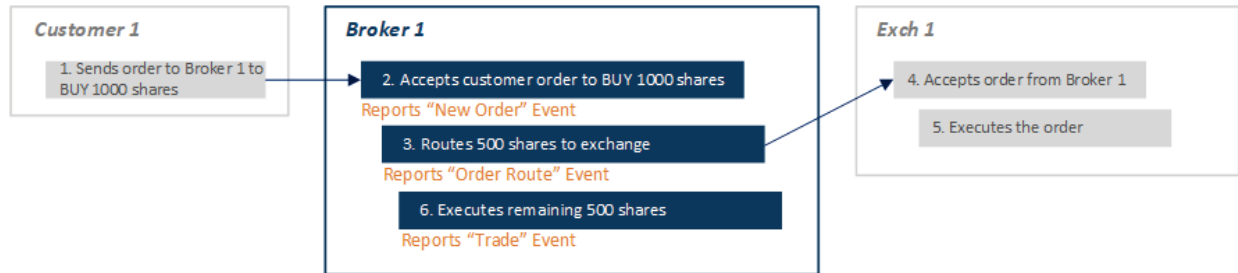 Customer 1
1. Sends order to Broker 1 to
BUY 1000 shares
Broker 1
2. Accepts customer order to BUY 1000 shares
Reports “New Order” Event
3. Routes 500 shares to exchange
Reports “Order Route” Event
6. Executes remaining 500 shares
Reports “Trade” Event
Exch 1
4. Accepts order from Broker 1
5. Executes the order